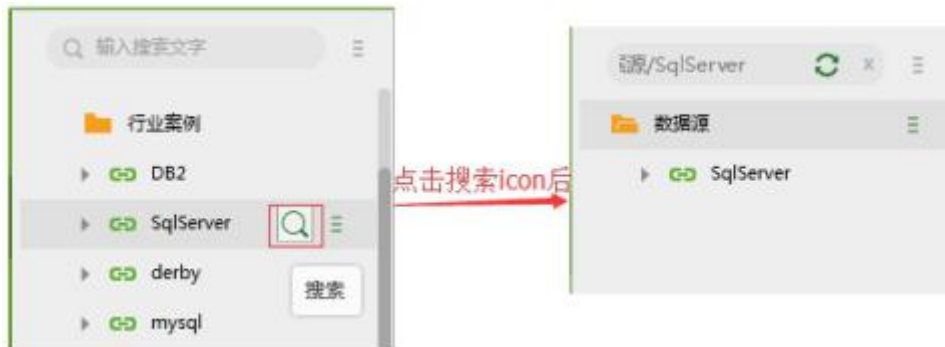 输入搜索文字
行业案例
DB2
SqlServer
搜索
derby
mysql
点击搜索icon后
源/SqlServer
x
数据源
SqlServer